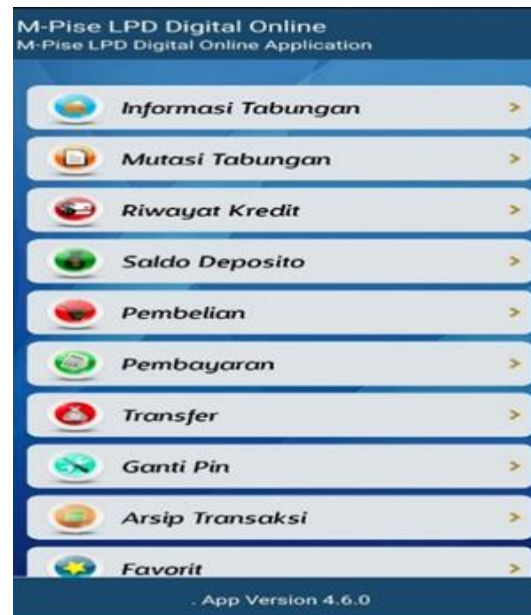 M-Pise LPD Digital Online
M-Pise LPD Digital Online Application
Informasi Tabungan
Mutasi Tabungan
Riwayat Kredit
Saldo Deposito
Pembelian
Pembayaran
Transfer
Ganti Pin
Arsip Transaksi
Favorit
. App Version 4.6.0